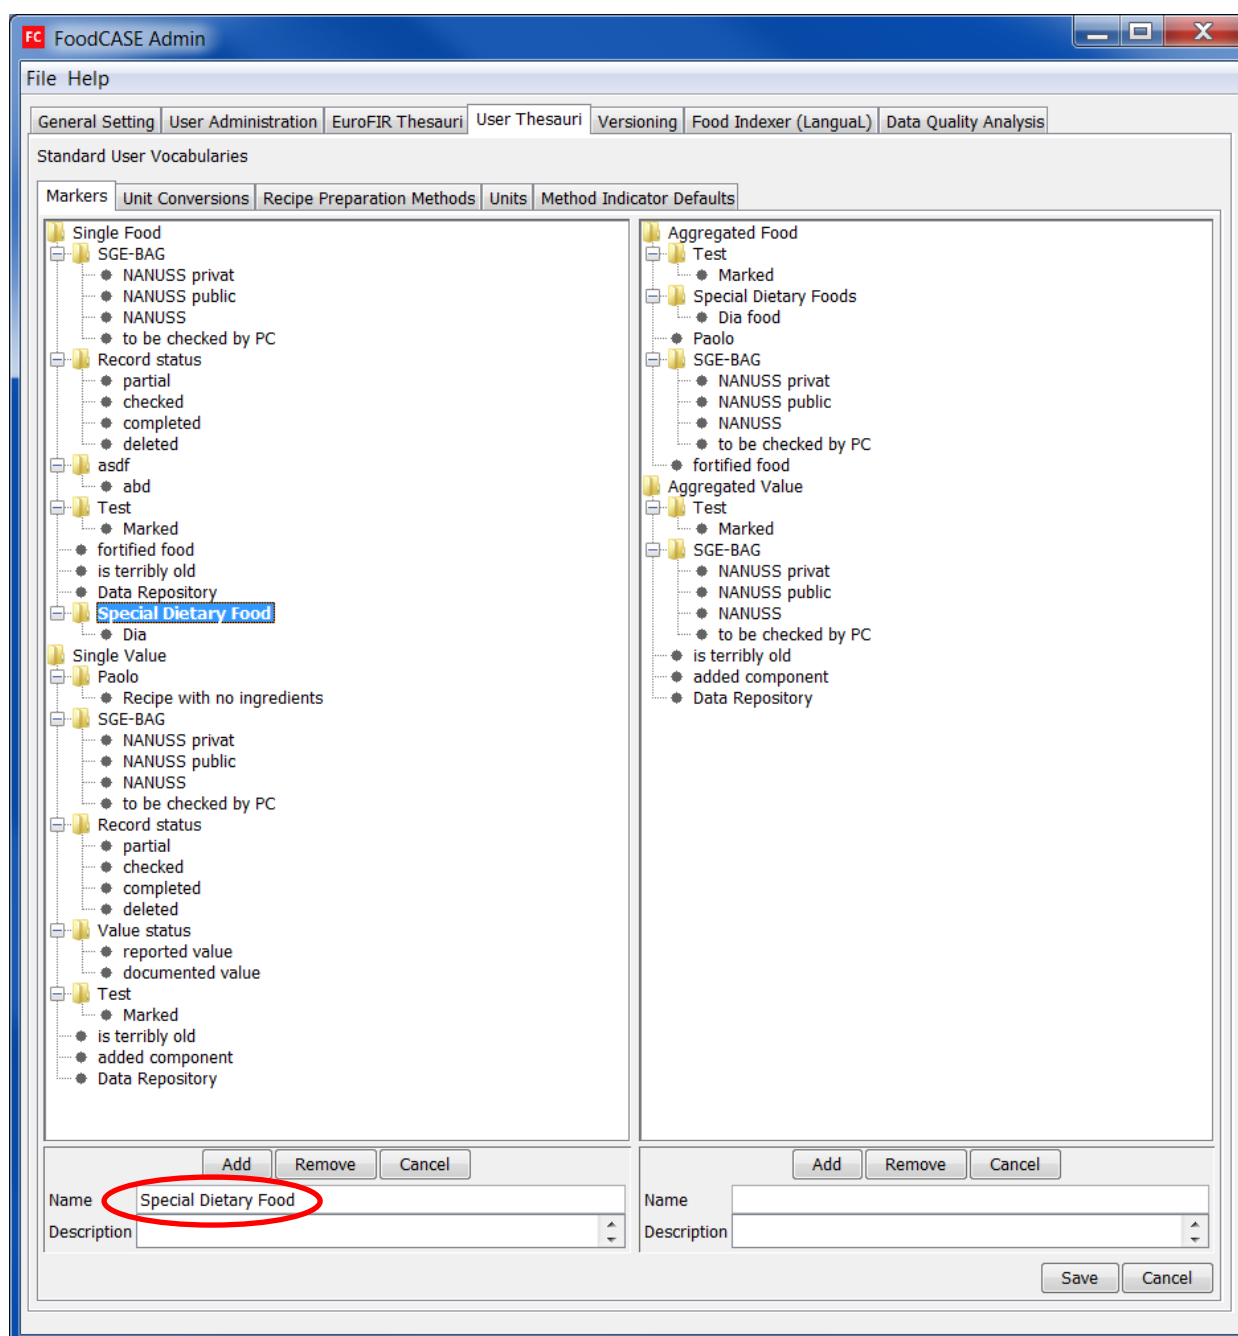 FC FoodCASE Admin
File Help
General Setting User Administration EuroFIR Thesauri User Thesauri Versioning Food Indexer (LanguaL) Data Quality Analysis
Standard User Vocabularies
Markers Unit Conversions Recipe Preparation Methods Units Method Indicator Defaults
Single Food
SGE-BAG
NANUSS privat
NANUSS public
NANUSS
to be checked by PC
Record status
partial
checked
completed
deleted
asdf
abd
Test
Marked
fortified food
is terribly old
Data Repository
Special Dietary Food
Dia
Single Value
Paolo
Recipe with no ingredients
SGE-BAG
NANUSS privat
NANUSS public
NANUSS
to be checked by PC
Record status
partial
checked
completed
deleted
Value status
reported value
documented value
Test
Marked
is terribly old
added component
Data Repository
Add Remove Cancel
Name Special Dietary Food
Description
Aggregated Food
Test
Marked
Special Dietary Foods
Dia food
Paolo
SGE-BAG
NANUSS privat
NANUSS public
NANUSS
to be checked by PC
fortified food
Aggregated Value
Test
Marked
SGE-BAG
NANUSS privat
NANUSS public
NANUSS
to be checked by PC
is terribly old
added component
Data Repository
Add Remove Cancel
Name
Description
Save Cancel